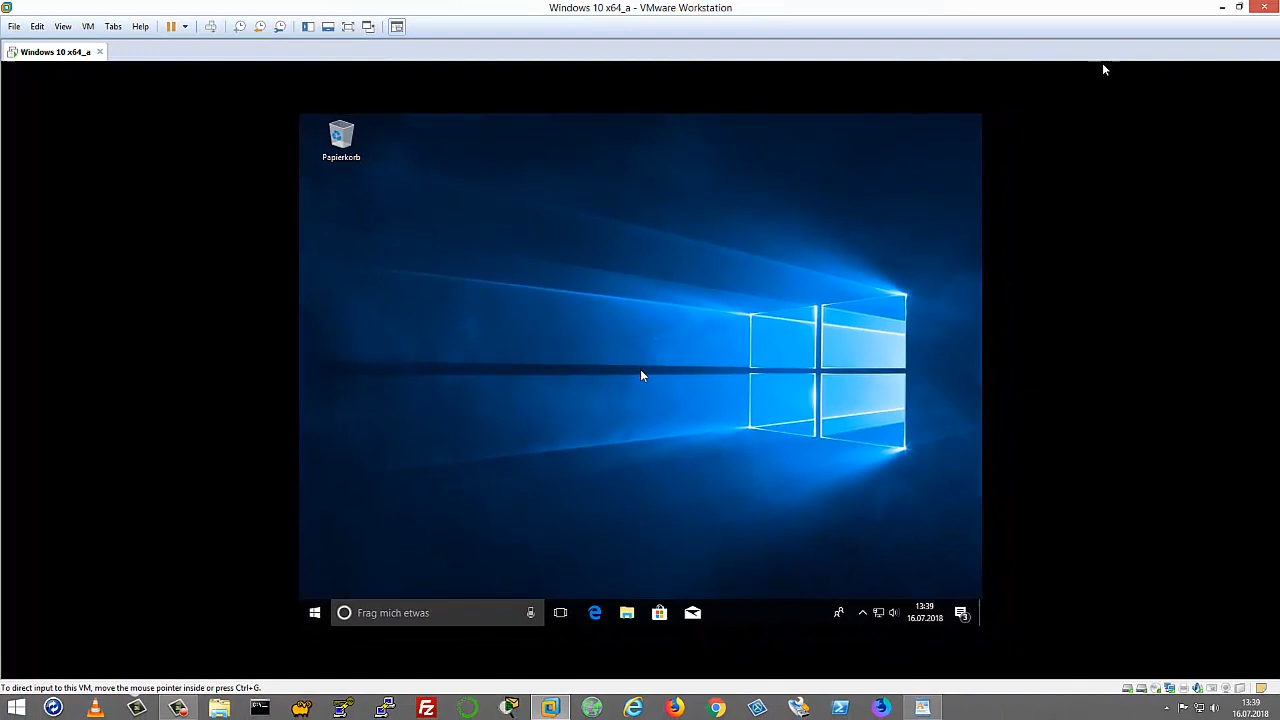 Windows 10 x64_a - VMware Workstation
File Edit View VM Tabs Help
Windows 10 x64_a
Papierkorb
Frag mich etwas
13:39
16.07.2018
3
To direct input to this VM, move the mouse pointer inside or press Ctrl+G.
13:39
16.07.2018